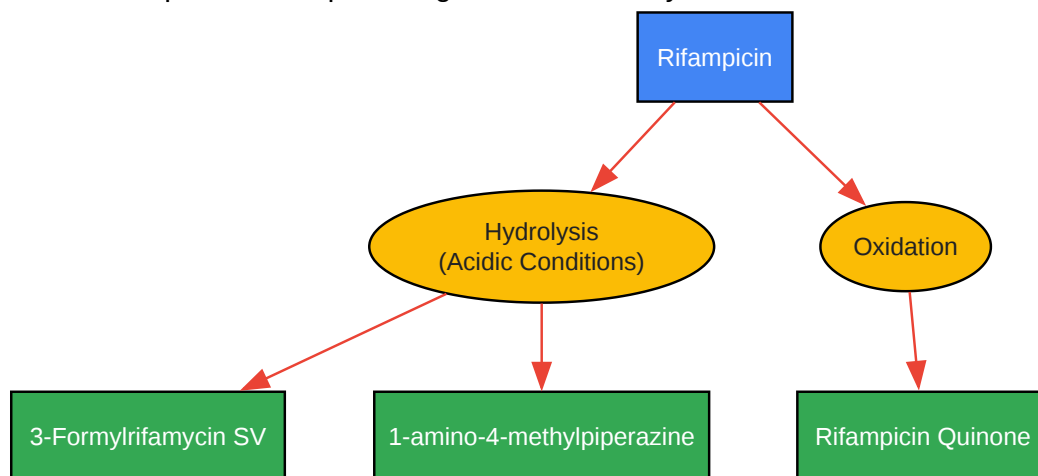 Rifampicin
Hydrolysis
(Acidic Conditions)
Oxidation
3-Formylrifamycin SV
1-amino-4-methylpiperazine
Rifampicin Quinone